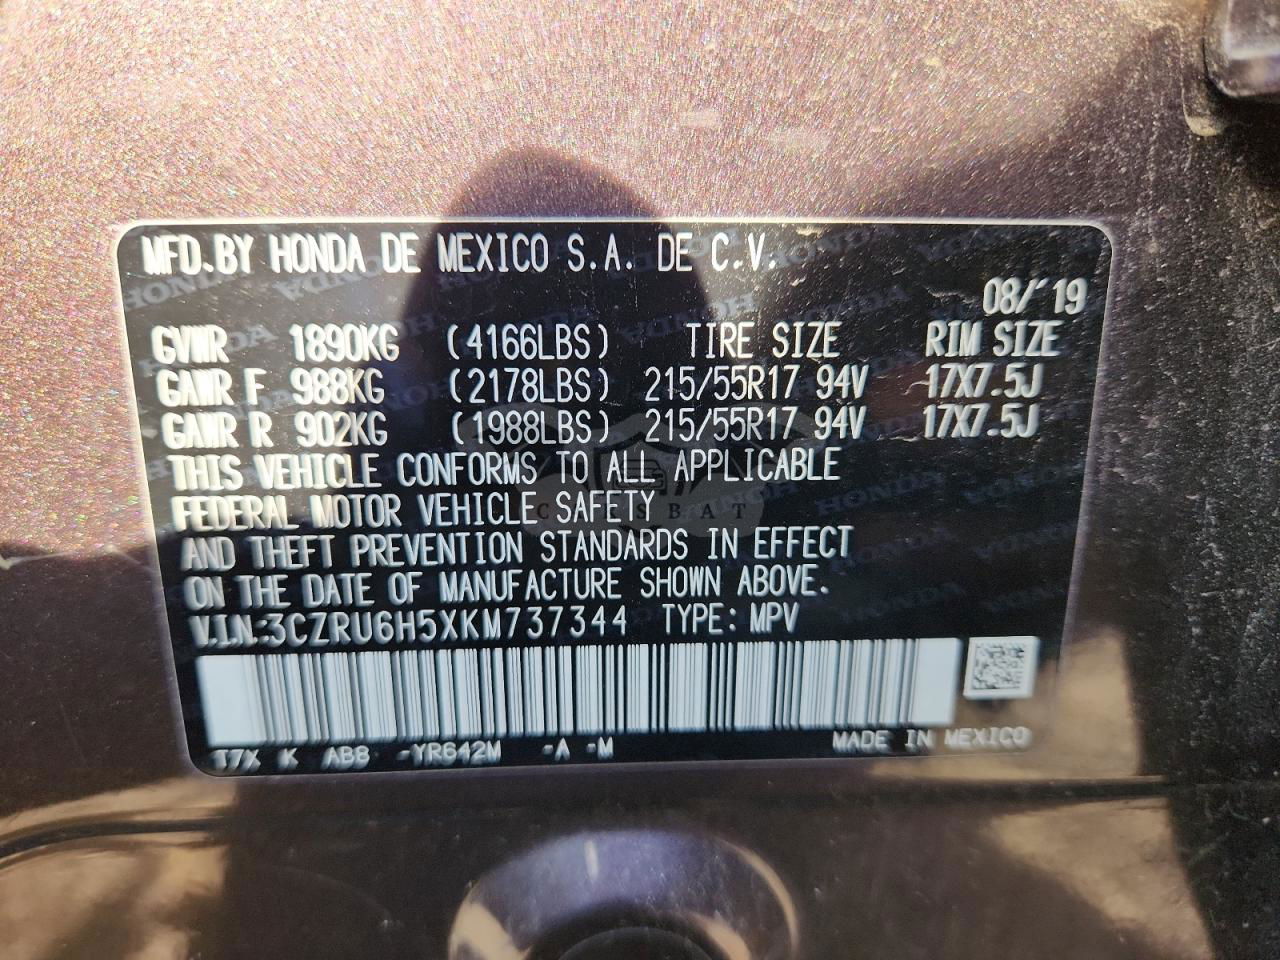 MFD.BY HONDA DE MEXICO S.A. DE C.V.
08/'19
GVWR 1890KG (4166LBS) TIRE SIZE RIM SIZE
GAWR F 988KG (2178LBS) 215/55R17 94V 17X7.5J
GAWR R 902KG (1988LBS) 215/55R17 94V 17X7.5J
THIS VEHICLE CONFORMS TO ALL APPLICABLE
FEDERAL MOTOR VEHICLE SAFETY
AND THEFT PREVENTION STANDARDS IN EFFECT
ON THE DATE OF MANUFACTURE SHOWN ABOVE.
V.I.N:3CZRU6H5XKM737344 TYPE: MPV
T7X K ABB -YR642M -A -M MADE IN MEXICO